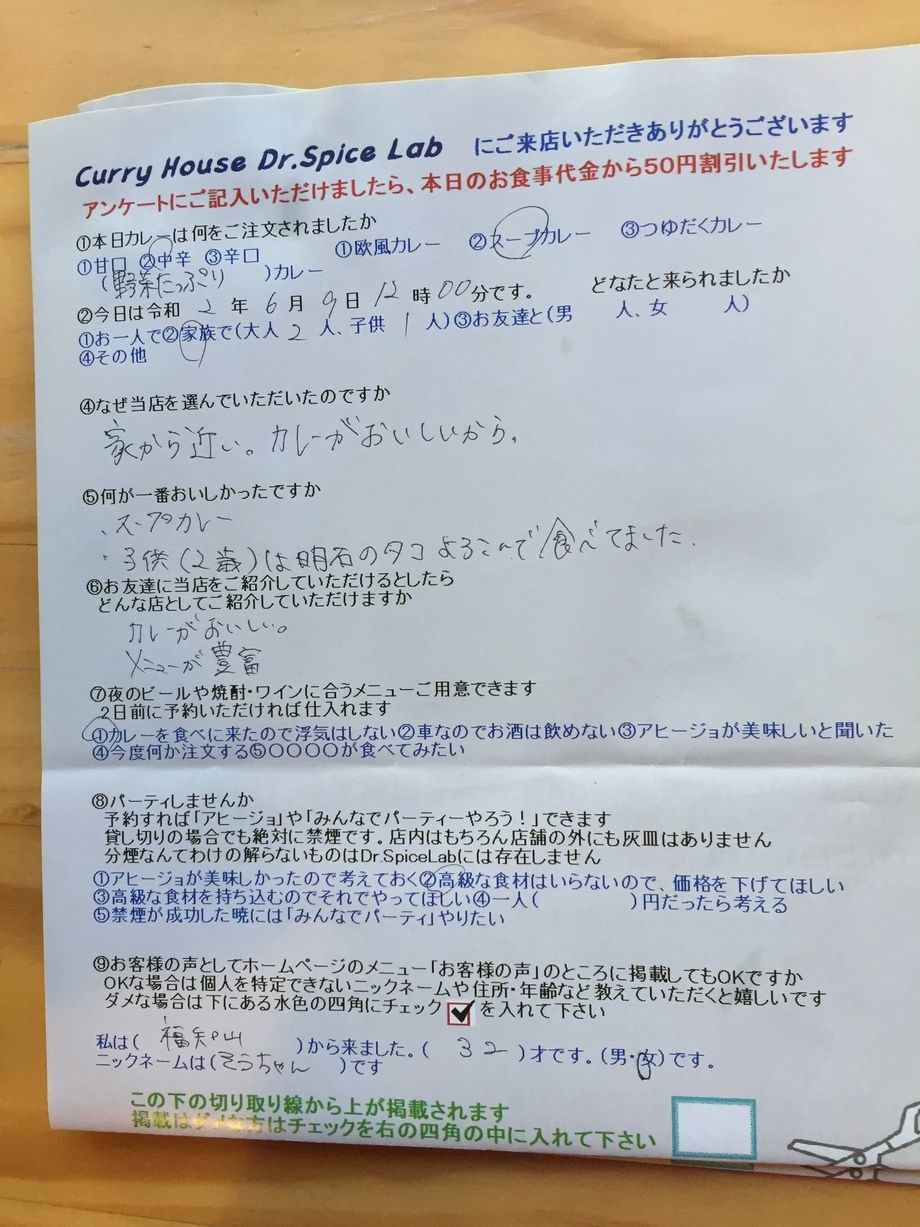 Curry House Dr.Spice Lab にご来店いただきありがとうございます
アンケートにご記入いただけましたら、本日のお食事代金から50円割引いたします
①本日カレーは何をご注文されましたか
①甘口 ②中辛 ③辛口 ①欧風カレー ②スープカレー ③つゆだくカレー
(野菜たっぷり )カレー
②今日は令和 2 年 6 月 9 日 12 時 00 分です。 どなたと来られましたか
①お一人で②家族で(大人 2 人、子供 1 人)③お友達と(男 人、女 人)
④その他
④なぜ当店を選んでいただいたのですか
家から近い。カレーがおいしいから。
⑤何が一番おいしかったですか
・スープカレー
・子供(2歳)は明石のタコよろこんで食べてました。
⑥お友達に当店をご紹介していただけるとしたら
どんな店としてご紹介していただけますか
カレーがおいしい。
メニューが豊富
⑦夜のビールや焼酎・ワインに合うメニューご用意できます
2日前に予約いただければ仕入れます
①カレーを食べに来たので浮気はしない②車なのでお酒は飲めない③アヒージョが美味しいと聞いた
④今度何か注文する⑤〇〇〇〇が食べてみたい
⑧パーティしませんか
予約すれば「アヒージョ」や「みんなでパーティーやろう！」できます
貸し切りの場合でも絶対に禁煙です。店内はもちろん店舗の外にも灰皿はありません
分煙なんてわけの解らないものはDr.SpiceLabには存在しません
①アヒージョが美味しかったので考えておく②高級な食材はいらないので、価格を下げてほしい
③高級な食材を持ち込むのでそれでやってほしい④一人( )円だったら考える
⑤禁煙が成功した暁には「みんなでパーティ」やりたい
⑨お客様の声としてホームページのメニュー「お客様の声」のところに掲載してもOKですか
OKな場合は個人を特定できないニックネームや住所・年齢など教えていただくと嬉しいです
ダメな場合は下にある水色の四角にチェック を入れて下さい
私は( 福知山 )から来ました。( 32 )才です。(男・女)です。
ニックネームは(そうちゃん )です
この下の切り取り線から上が掲載されます
掲載はダメな方はチェックを右の四角の中に入れて下さい